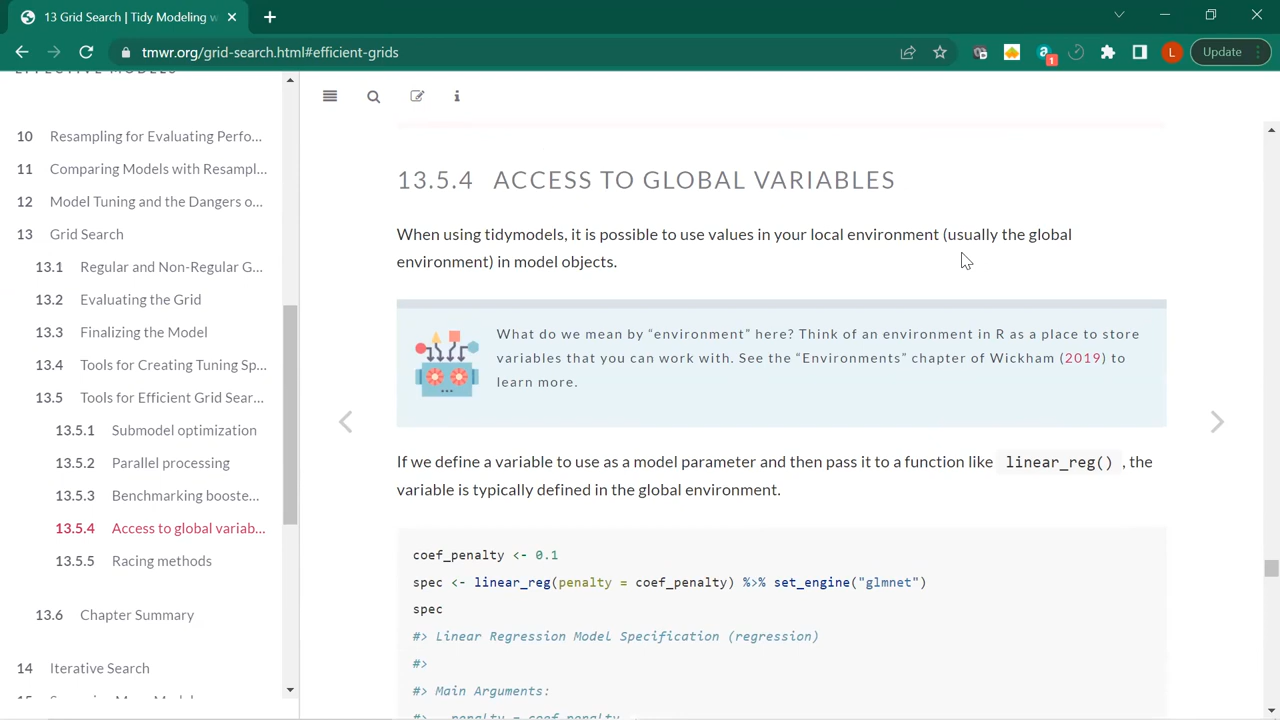 13 Grid Search | Tidy Modeling w
tmwr.org/grid-search.html#efficient-grids
1
L
Update
10 Resampling for Evaluating Perfo...
11 Comparing Models with Resampl...
12 Model Tuning and the Dangers o...
13 Grid Search
13.1 Regular and Non-Regular G...
13.2 Evaluating the Grid
13.3 Finalizing the Model
13.4 Tools for Creating Tuning Sp...
13.5 Tools for Efficient Grid Sear...
13.5.1 Submodel optimization
13.5.2 Parallel processing
13.5.3 Benchmarking booste...
13.5.4 Access to global variab...
13.5.5 Racing methods
13.6 Chapter Summary
14 Iterative Search
13.5.4 ACCESS TO GLOBAL VARIABLES
When using tidymodels, it is possible to use values in your local environment (usually the global
environment) in model objects.
What do we mean by “environment” here? Think of an environment in R as a place to store
variables that you can work with. See the “Environments” chapter of Wickham (2019) to
learn more.
If we define a variable to use as a model parameter and then pass it to a function like linear_reg() , the
variable is typically defined in the global environment.
coef_penalty <- 0.1
spec <- linear_reg(penalty = coef_penalty) %>% set_engine("glmnet")
spec
#> Linear Regression Model Specification (regression)
#>
#> Main Arguments:
#> penalty = coef_penalty